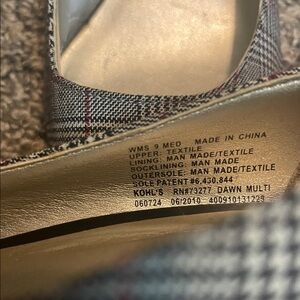 WMS 9 MED MADE IN CHINA
UPPER: TEXTILE
LINING: MAN MADE/TEXTILE
SOCKLINING: MAN MADE
OUTERSOLE: MAN MADE/TEXTILE
SOLE PATENT #6,430,844
KOHL'S RN#73277 DAWN MULTI
060724 06/2010 400910131229